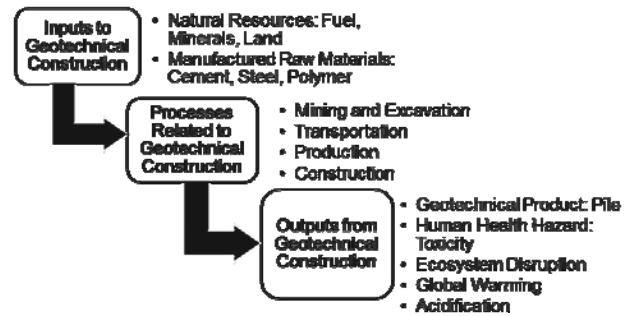 Inputs to
Geotechnical
Construction
• Natural Resources: Fuel,
Minerals, Land
• Manufactured Raw Materials:
Cement, Steel, Polymer
Processes
Related to
Geotechnical
Construction
• Mining and Excavation
• Transportation
• Production
• Construction
Outputs from
Geotechnical
Construction
• Geotechnical Product: Pile
• Human Health Hazard:
Toxicity
• Ecosystem Disruption
• Global Warming
• Acidification